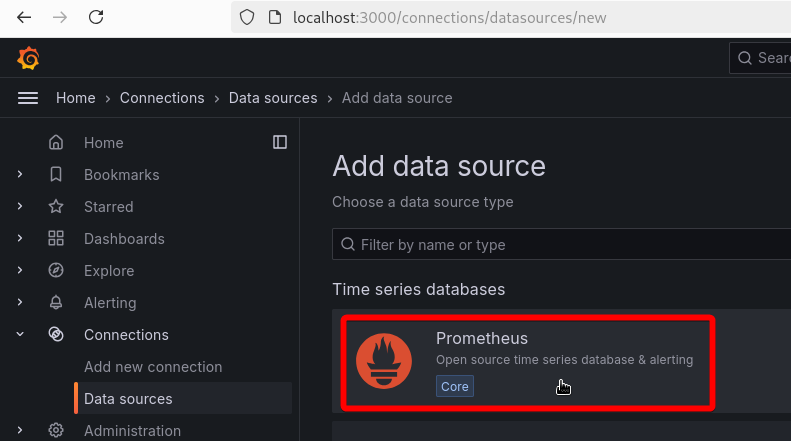 localhost:3000/connections/datasources/new
Sear
Home › Connections › Data sources › Add data source
Home
Bookmarks
Starred
Dashboards
Explore
Alerting
Connections
Add new connection
Data sources
Administration
Add data source
Choose a data source type
Filter by name or type
Time series databases
Prometheus
Open source time series database & alerting
Core